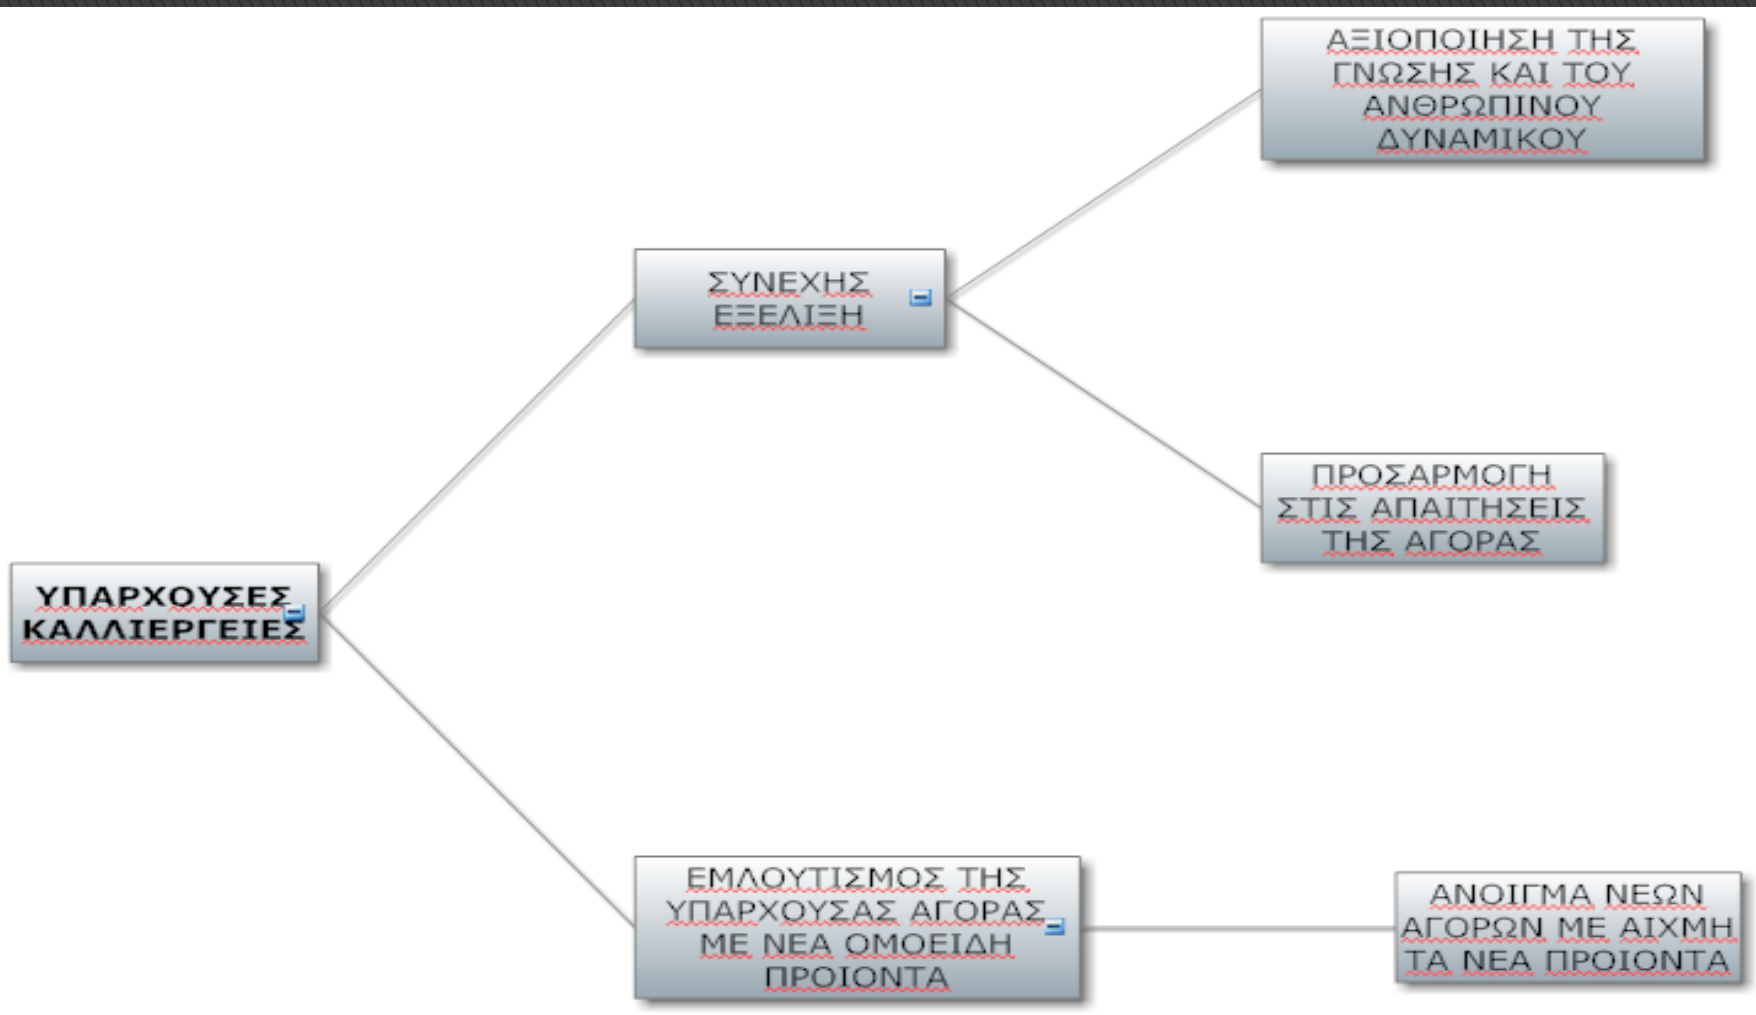 ΑΞΙΟΠΟΙΗΣΗ ΤΗΣ
ΓΝΩΣΗΣ ΚΑΙ ΤΟΥ
ΑΝΘΡΩΠΙΝΟΥ
ΔΥΝΑΜΙΚΟΥ
ΣΥΝΕΧΗΣ
ΕΞΕΛΙΞΗ
ΠΡΟΣΑΡΜΟΓΗ
ΣΤΙΣ ΑΠΑΙΤΗΣΕΙΣ
ΤΗΣ ΑΓΟΡΑΣ
ΥΠΑΡΧΟΥΣΕΣ
ΚΑΛΛΙΕΡΓΕΙΕΣ
ΕΜΛΟΥΤΙΣΜΟΣ ΤΗΣ
ΥΠΑΡΧΟΥΣΑΣ ΑΓΟΡΑΣ
ΜΕ ΝΕΑ ΟΜΟΕΙΔΗ
ΠΡΟΙΟΝΤΑ
ΑΝΟΙΓΜΑ ΝΕΩΝ
ΑΓΟΡΩΝ ΜΕ ΑΙΧΜΗ
ΤΑ ΝΕΑ ΠΡΟΙΟΝΤΑ